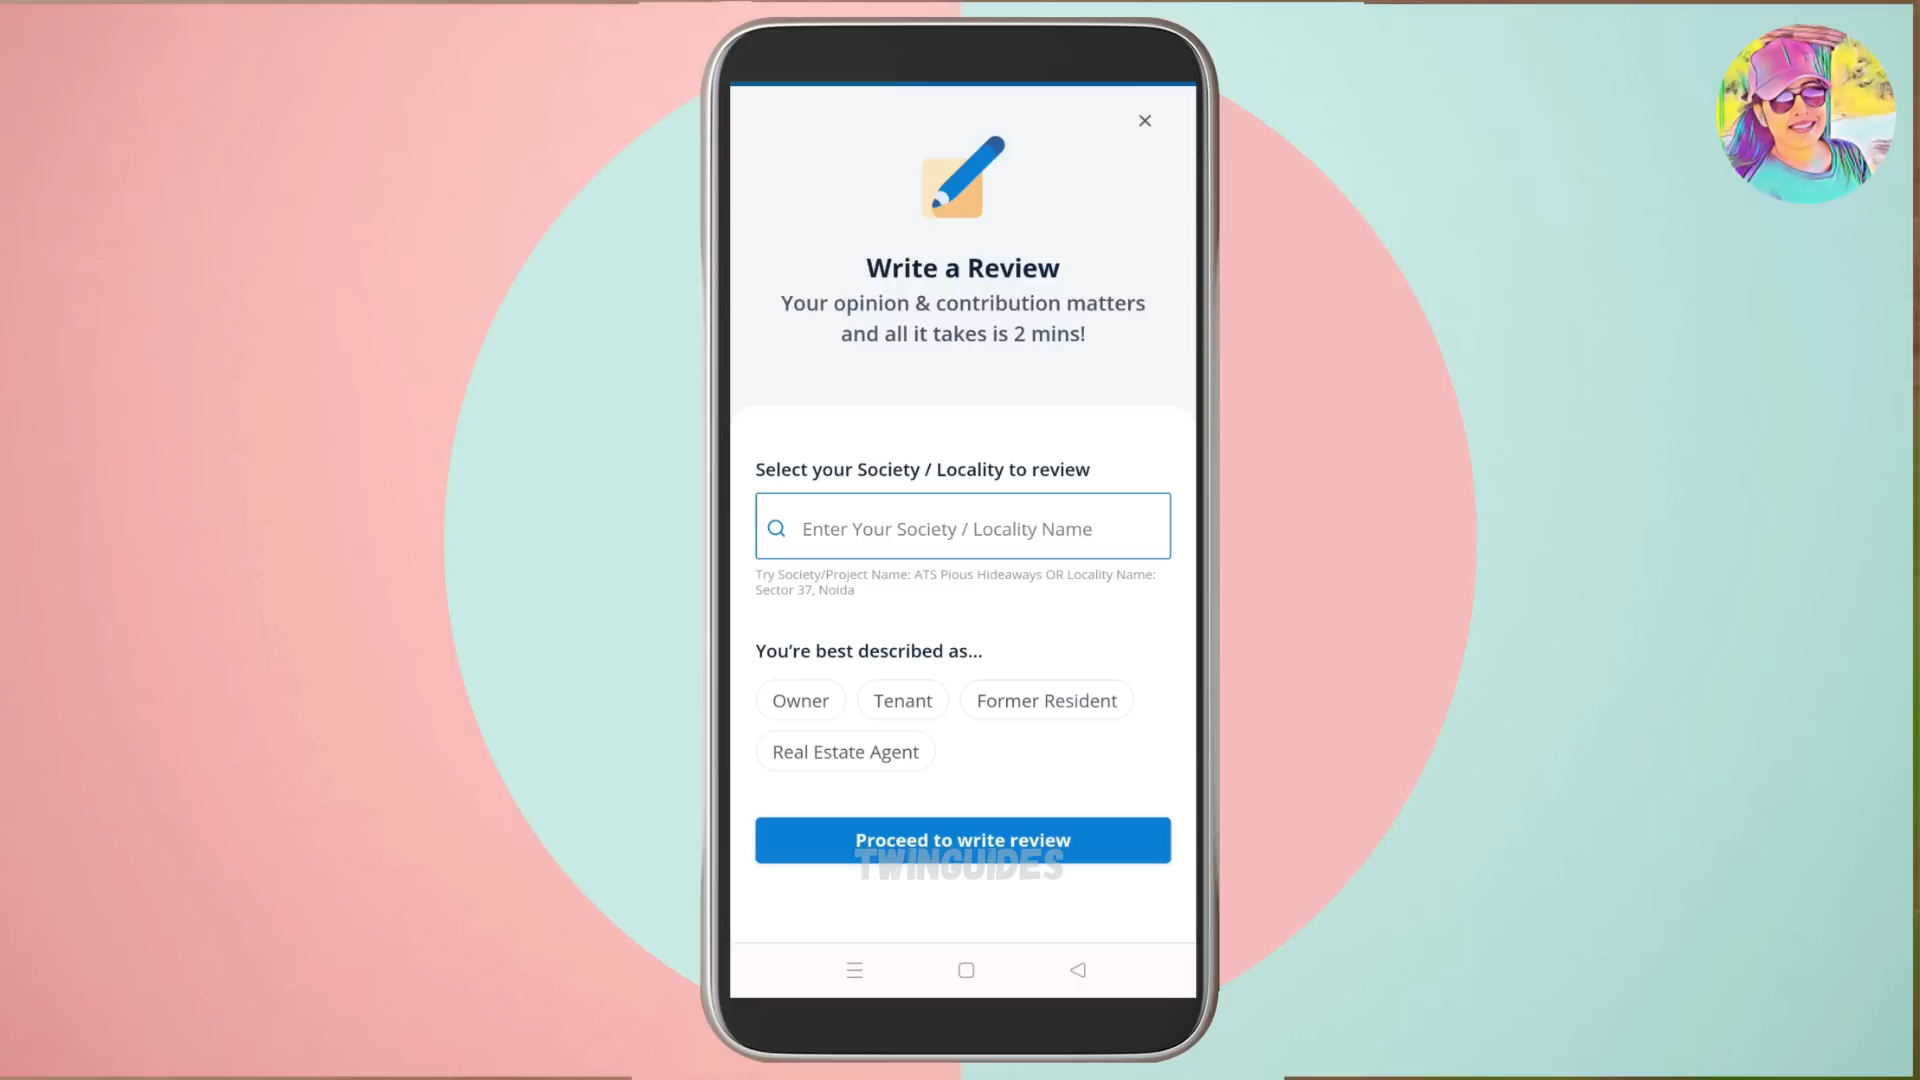 Write a Review
Your opinion & contribution matters
and all it takes is 2 mins!
Select your Society / Locality to review
Enter Your Society / Locality Name
Try Society/Project Name: ATS Pious Hideaways OR Locality Name:
Sector 37, Noida
You’re best described as...
Owner Tenant Former Resident
Real Estate Agent
Proceed to write review
TWINGUIDES